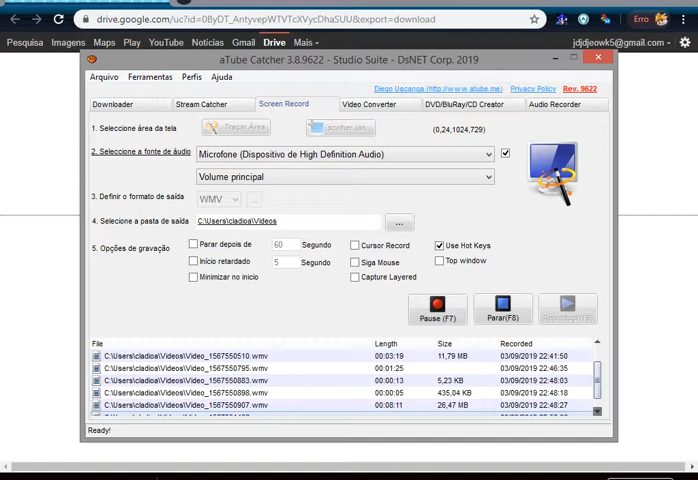 drive.google.com/uc?id=0ByDT_AntyvepWTVTcXVycDhaSUU&export=download
Erro
Pesquisa Imagens Mapas Play YouTube Notícias Gmail Drive Mais
jdjdjeowk5@gmail.com
aTube Catcher 3.8.9622 - Studio Suite - DsNET Corp. 2019
Arquivo Ferramentas Perfis Ajuda
Diego Uscanga (http://www.atube.me) Privacy Policy Rev. 9622
Downloader Stream Catcher Screen Record Video Converter DVD/BluRay/CD Creator Audio Recorder
1. Seleccione área da tela Traçar Área Escolher Jan... (0,24,1024,729)
2. Seleccione a fonte de áudio Microfone (Dispositivo de High Definition Audio)
Volume principal
3. Definir o formato de saída WMV ...
4. Selecione a pasta de saída C:\Users\cladioa\Videos ...
5. Opções de gravação Parar depois de 60 Segundo Cursor Record Use Hot Keys
Início retardado 5 Segundo Siga Mouse Top window
Minimizar no inicio Capture Layered
Pause (F7) Parar(F8) Reproduzir(F9)
File Length Size Recorded
C:\Users\cladioa\Videos\Video_1567550510.wmv 00:03:19 11,79 MB 03/09/2019 22:41:50
C:\Users\cladioa\Videos\Video_1567550795.wmv 00:01:25 03/09/2019 22:46:35
C:\Users\cladioa\Videos\Video_1567550883.wmv 00:00:13 5,23 KB 03/09/2019 22:48:03
C:\Users\cladioa\Videos\Video_1567550898.wmv 00:00:05 435,04 KB 03/09/2019 22:48:18
C:\Users\cladioa\Videos\Video_1567550907.wmv 00:08:11 26,47 MB 03/09/2019 22:48:27
Ready!